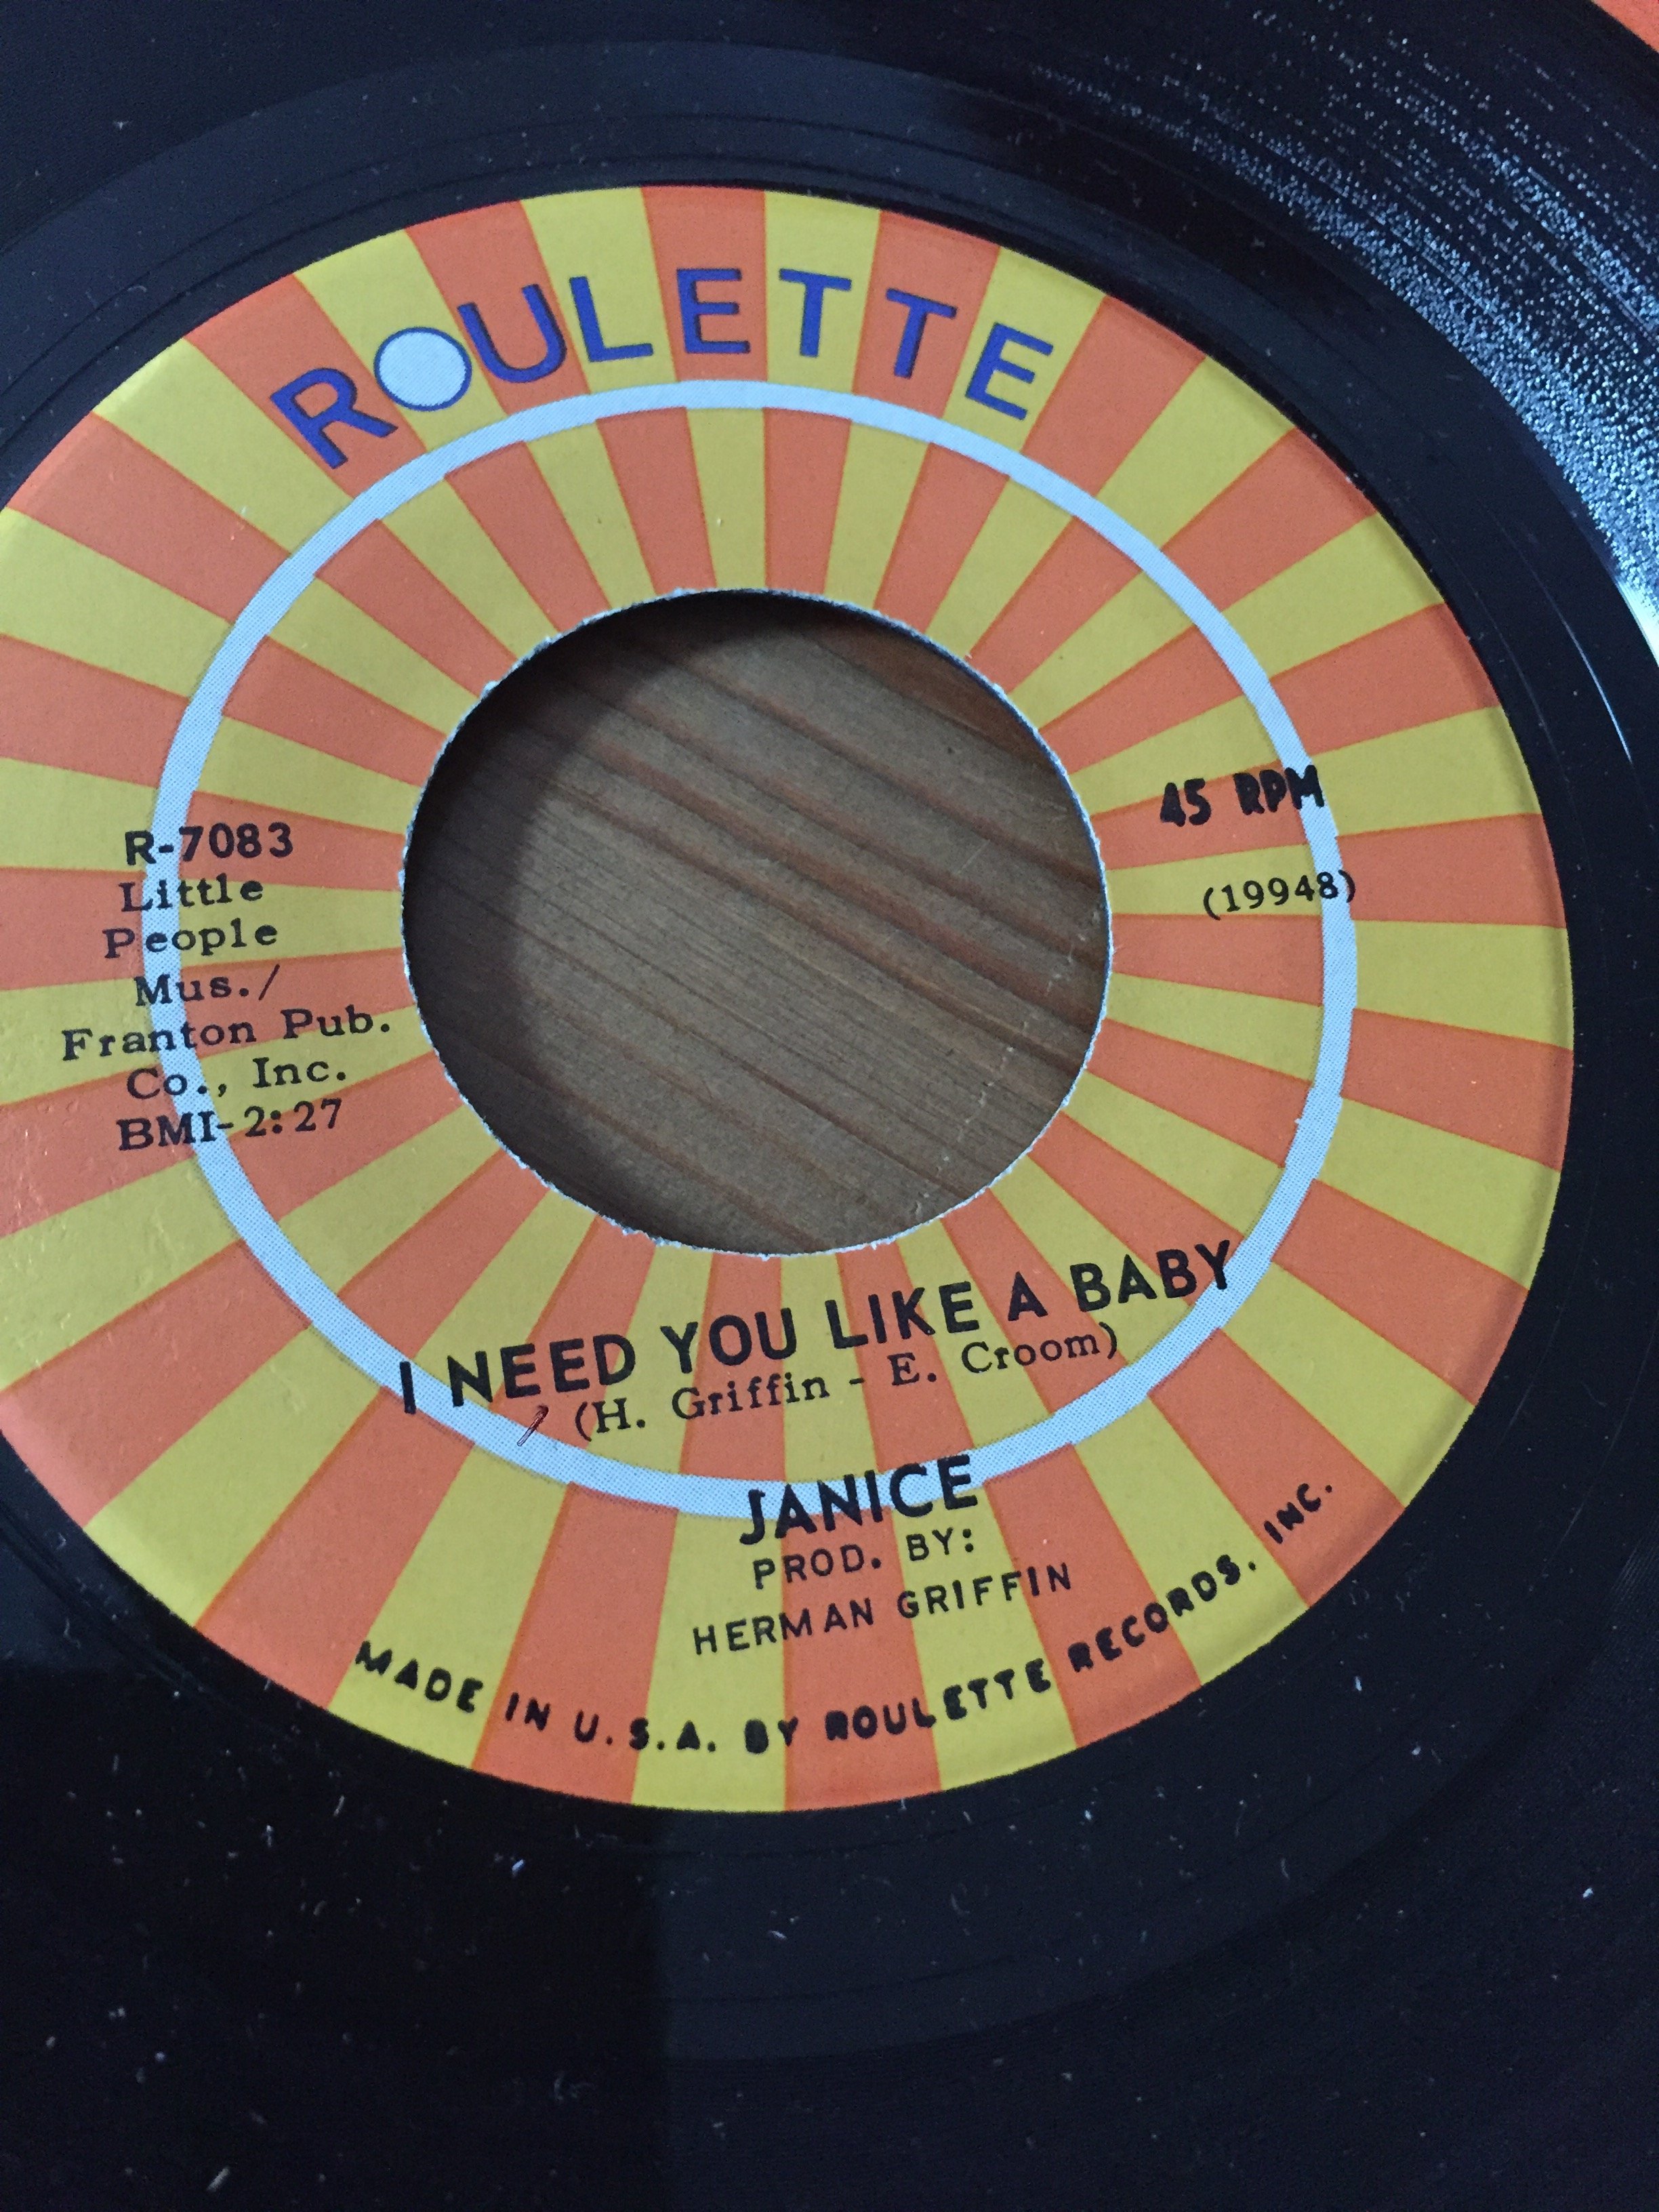 ROULETTE
R-7083
Little
People
Mus./
Franton Pub.
Co., Inc.
BMI-2:27
45 RPM
(19948)
I NEED YOU LIKE A BABY
(H. Griffin - E. Croom)
JANICE
PROD. BY:
HERMAN GRIFFIN
MADE IN U.S.A. BY ROULETTE RECORDS. INC.